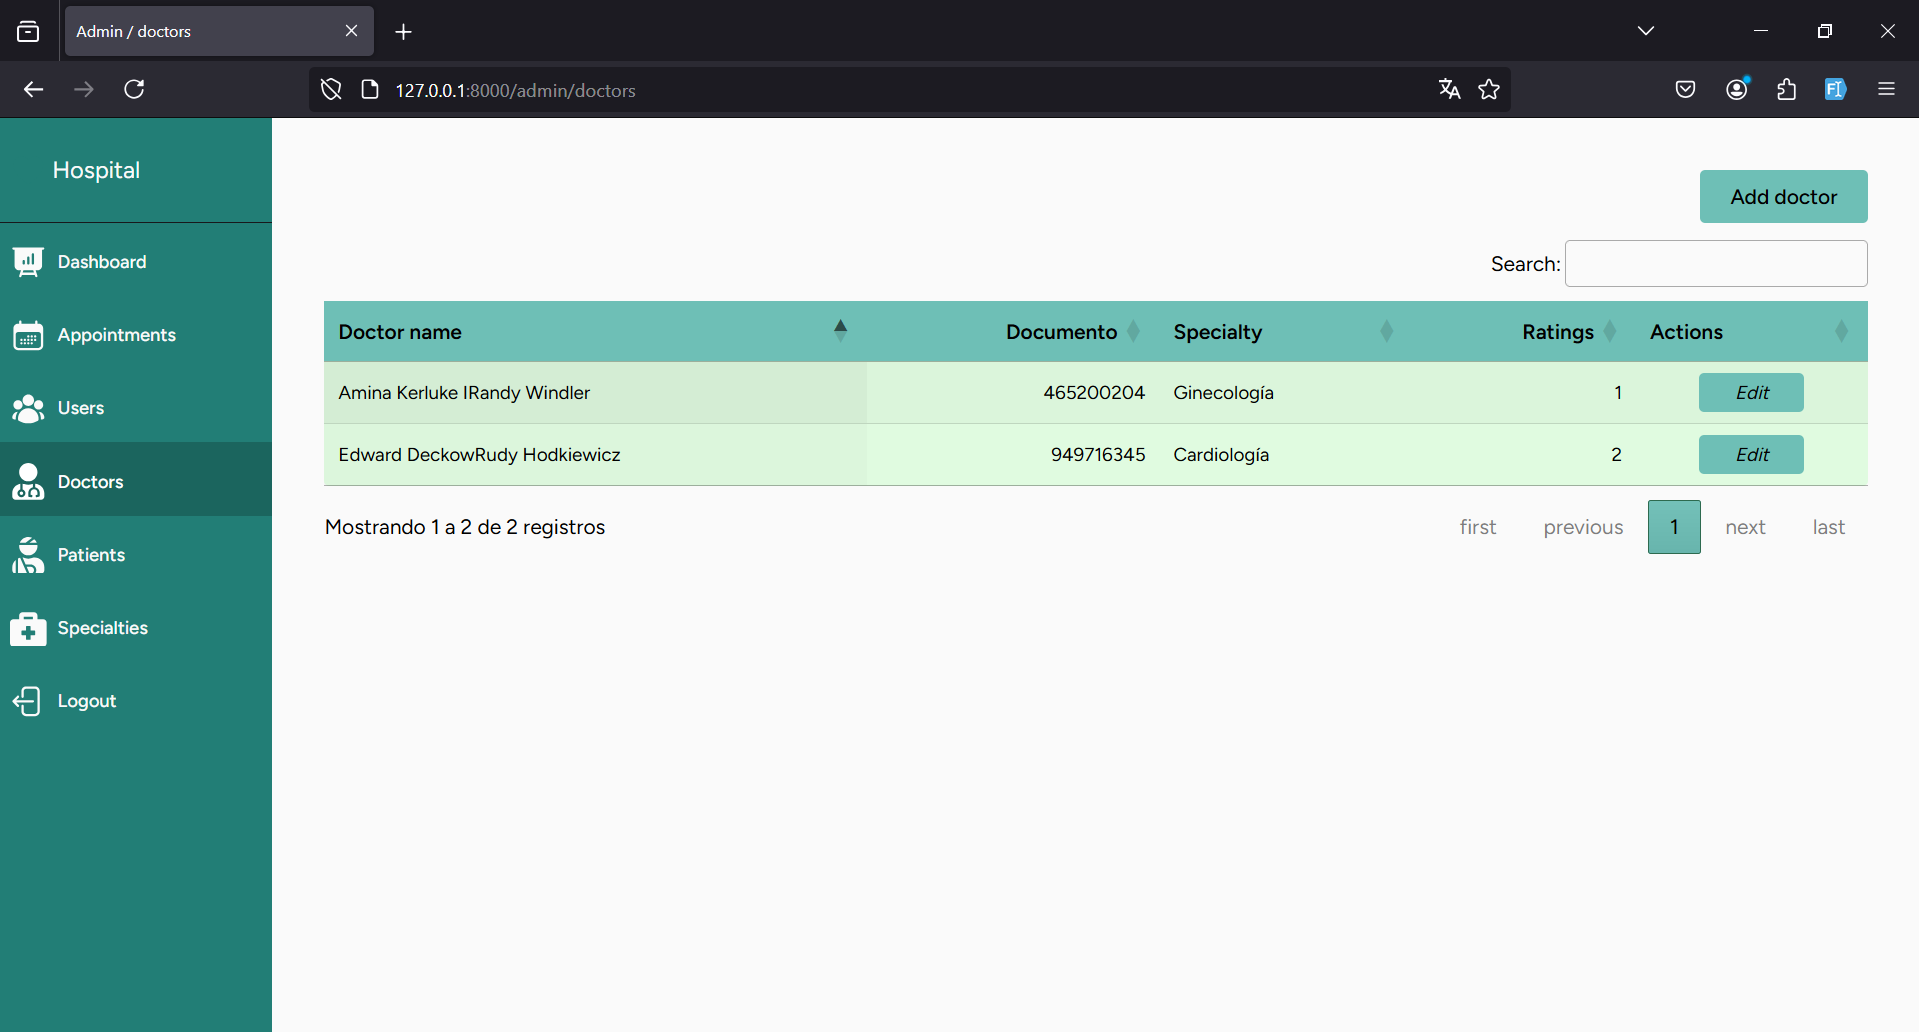 Admin / doctors
127.0.0.1:8000/admin/doctors
Hospital
Dashboard
Appointments
Users
Doctors
Patients
Specialties
Logout
Add doctor
Search:
Doctor name Documento Specialty Ratings Actions
Amina Kerluke IRandy Windler 465200204 Ginecología 1 Edit
Edward DeckowRudy Hodkiewicz 949716345 Cardiología 2 Edit
Mostrando 1 a 2 de 2 registros
first previous 1 next last